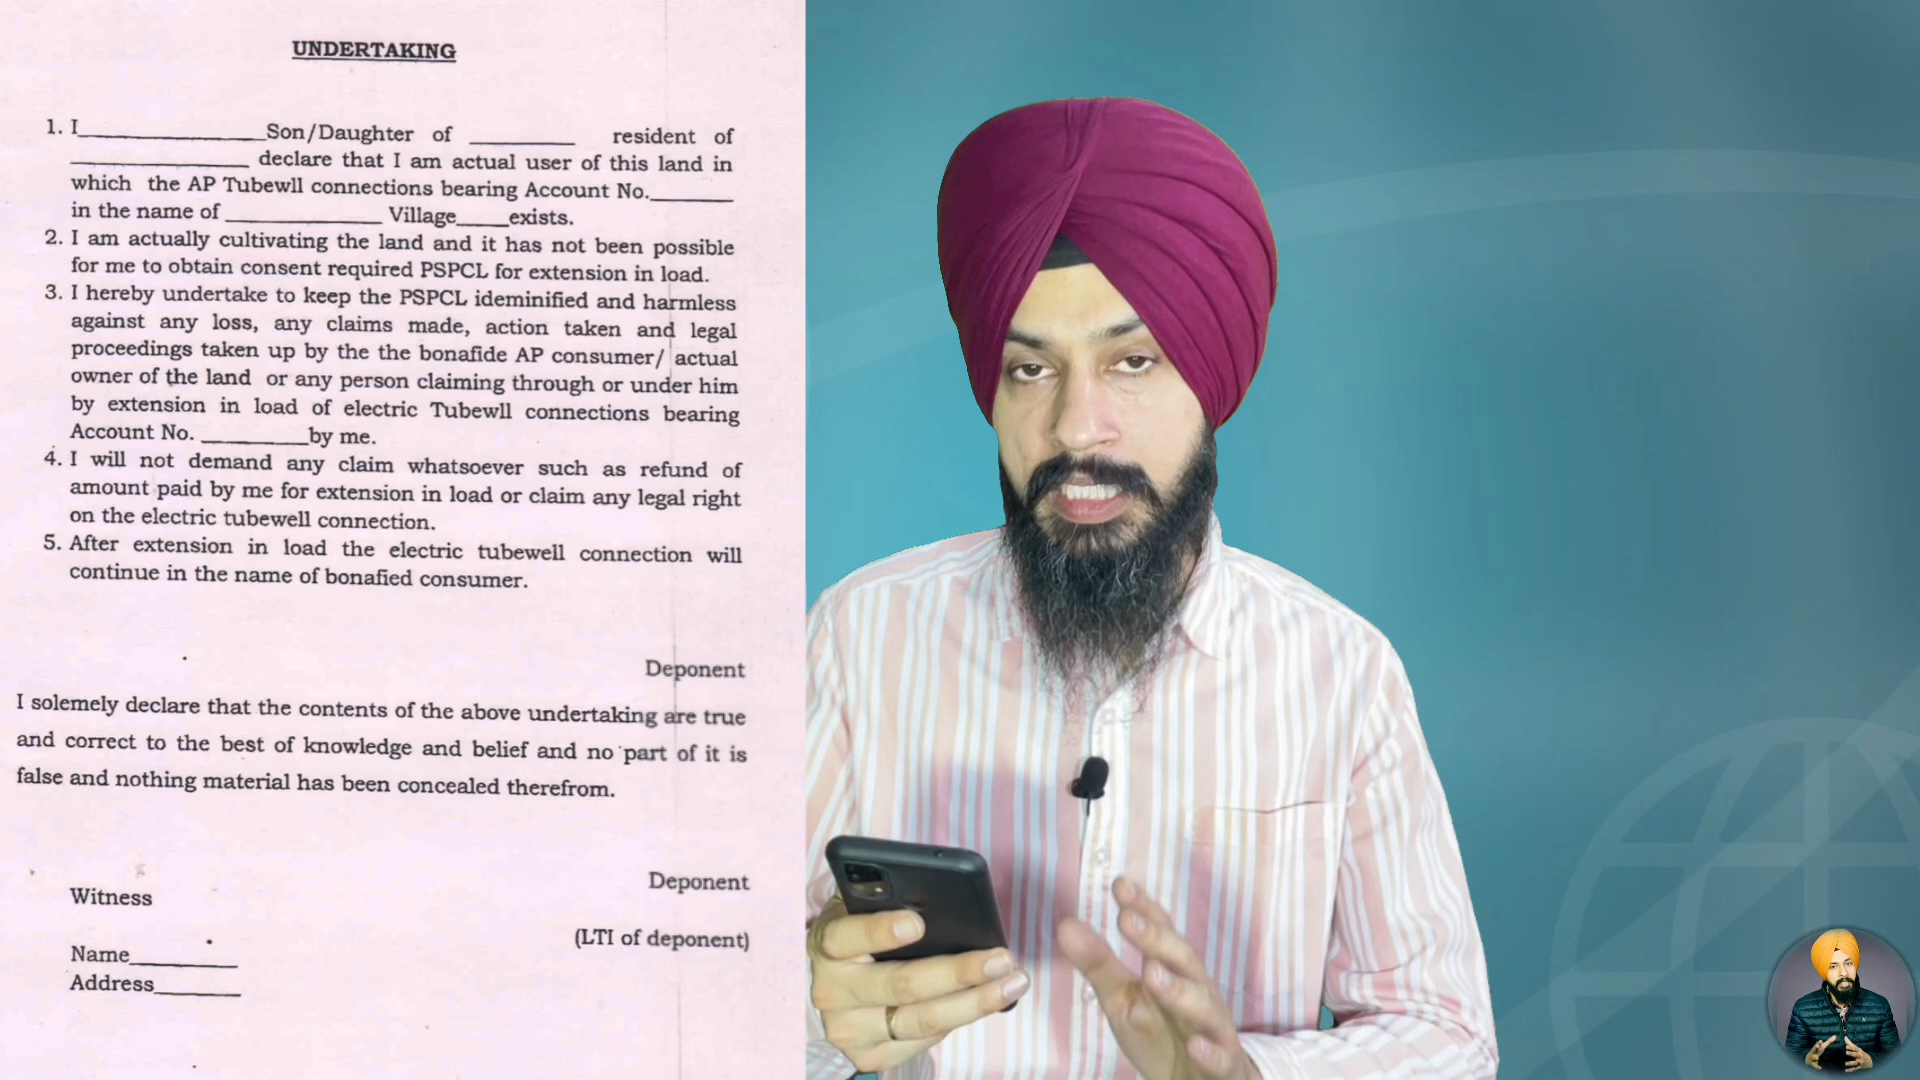 UNDERTAKING
1. I______________Son/Daughter of ________ resident of
______________ declare that I am actual user of this land in
which the AP Tubewll connections bearing Account No.______
in the name of ____________ Village____exists.
2. I am actually cultivating the land and it has not been possible
for me to obtain consent required PSPCL for extension in load.
3. I hereby undertake to keep the PSPCL ideminified and harmless
against any loss, any claims made, action taken and legal
proceedings taken up by the the bonafide AP consumer/ actual
owner of the land or any person claiming through or under him
by extension in load of electric Tubewll connections bearing
Account No. ________by me.
4. I will not demand any claim whatsoever such as refund of
amount paid by me for extension in load or claim any legal right
on the electric tubewell connection.
5. After extension in load the electric tubewell connection will
continue in the name of bonafied consumer.
Deponent
I solemely declare that the contents of the above undertaking are true
and correct to the best of knowledge and belief and no part of it is
false and nothing material has been concealed therefrom.
Deponent
Witness
(LTI of deponent)
Name________
Address______